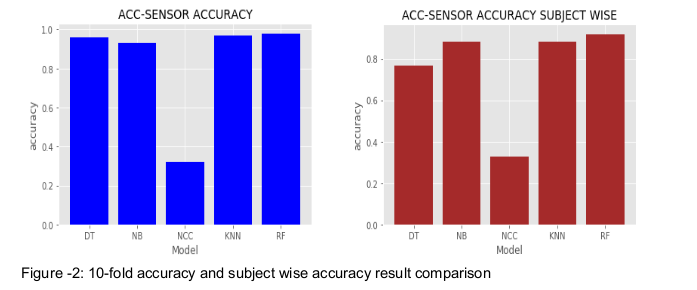 ACC-SENSOR ACCURACY
1.0
0.8
0.6
0.4
0.2
0.0
accuracy
DT NB NCC KNN RF
Model
ACC-SENSOR ACCURACY SUBJECT WISE
0.8
0.6
0.4
0.2
0.0
accuracy
DT NB NCC KNN RF
Model
Figure -2: 10-fold accuracy and subject wise accuracy result comparison